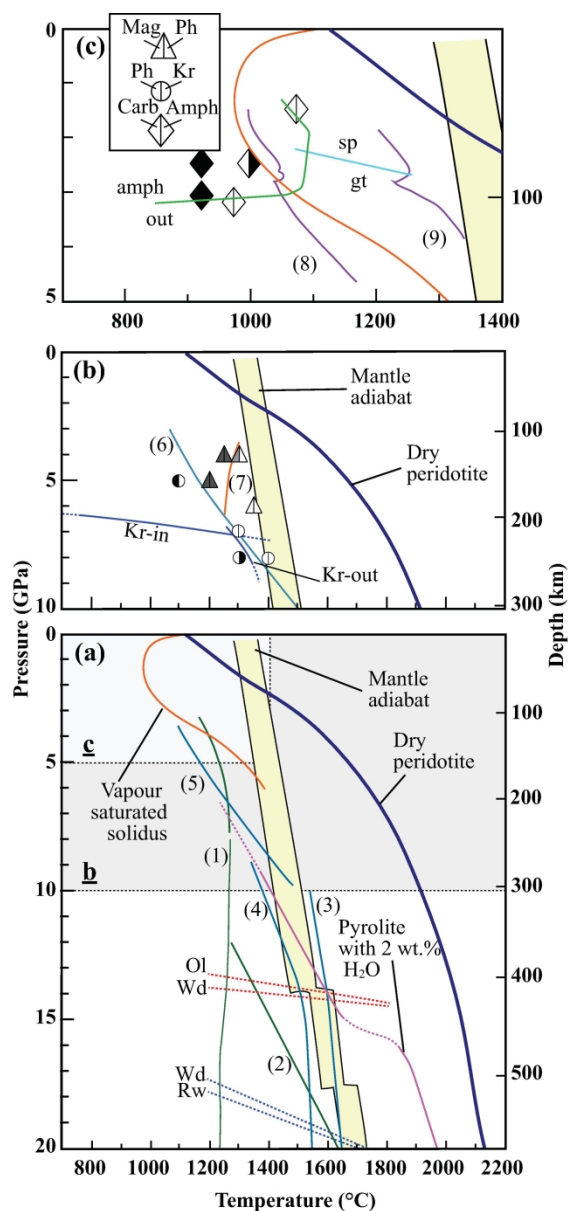 (c)
Mag Ph
Ph Kr
Carb Amph
0
5
amph
out
sp
gt
(8)
(9)
100
800 1000 1200 1400
(b)
0
5
10
Mantle
adiabat
Dry
peridotite
(6)
(7)
Kr-in
Kr-out
100
200
300
Pressure (GPa)
Depth (km)
(a)
0
5
10
15
20
Mantle
adiabat
Dry
peridotite
c
b
Vapour
saturated
solidus
(5)
(1)
(4)
(3)
(2)
Pyrolite
with 2 wt.%
H₂O
Ol
Wd
Wd
Rw
100
200
300
400
500
800 1000 1200 1400 1600 1800 2000 2200
Temperature (°C)